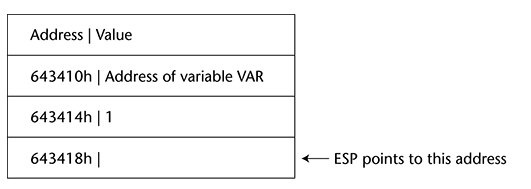 Address | Value
643410h | Address of variable VAR
643414h | 1
643418h |
ESP points to this address